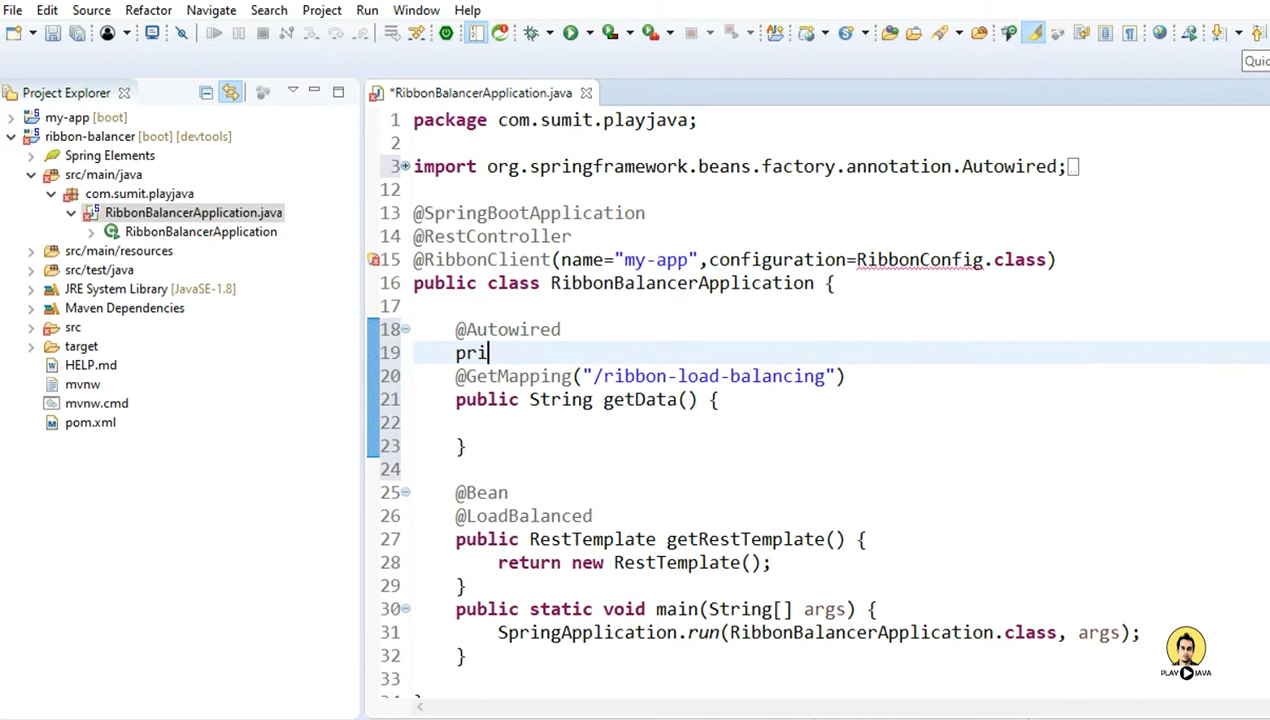 File Edit Source Refactor Navigate Search Project Run Window Help
Quic
Project Explorer
*RibbonBalancerApplication.java
my-app [boot]
ribbon-balancer [boot] [devtools]
Spring Elements
src/main/java
com.sumit.playjava
RibbonBalancerApplication.java
RibbonBalancerApplication
src/main/resources
src/test/java
JRE System Library [JavaSE-1.8]
Maven Dependencies
src
target
HELP.md
mvnw
mvnw.cmd
pom.xml
1 package com.sumit.playjava;
2
3 import org.springframework.beans.factory.annotation.Autowired;
12
13 @SpringBootApplication
14 @RestController
15 @RibbonClient(name="my-app",configuration=RibbonConfig.class)
16 public class RibbonBalancerApplication {
17
18 @Autowired
19 pri
20 @GetMapping("/ribbon-load-balancing")
21 public String getData() {
22
23 }
24
25 @Bean
26 @LoadBalanced
27 public RestTemplate getRestTemplate() {
28 return new RestTemplate();
29 }
30 public static void main(String[] args) {
31 SpringApplication.run(RibbonBalancerApplication.class, args);
32 }
33
PLAY JAVA